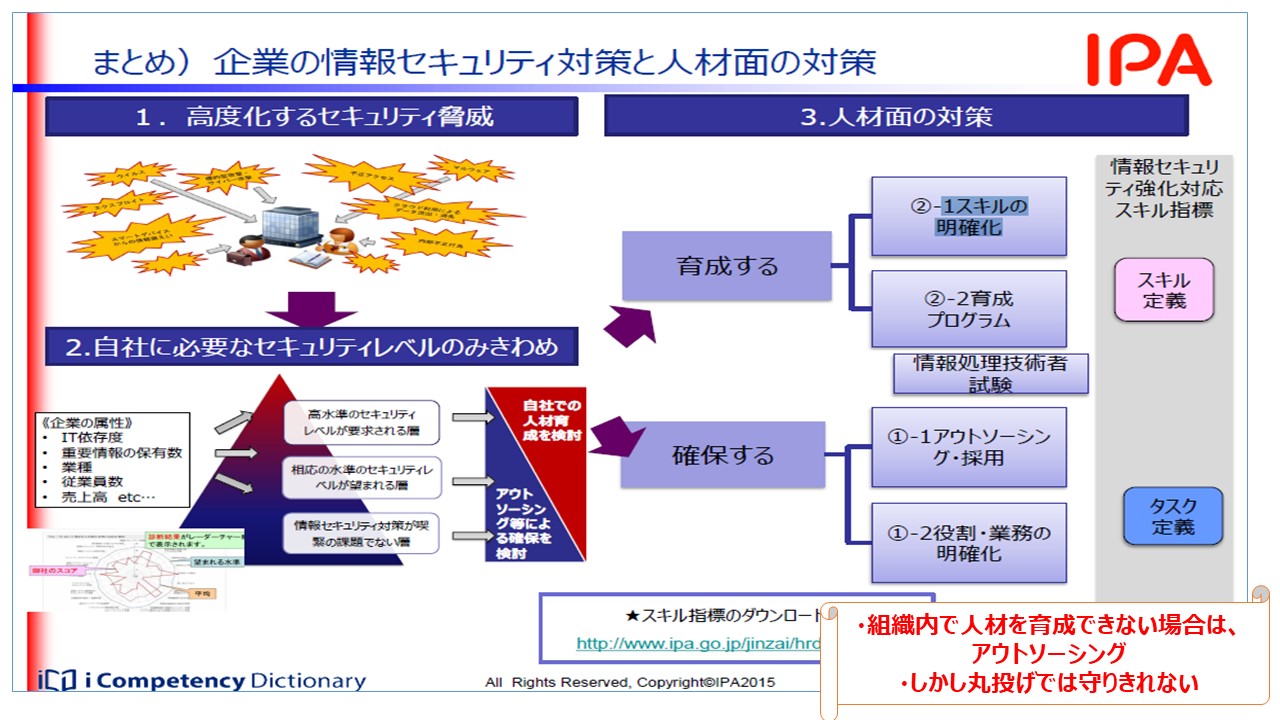 まとめ） 企業の情報セキュリティ対策と人材面の対策
IPA
１．高度化するセキュリティ脅威
ウイルス
標的型攻撃・
サイバー攻撃
不正アクセス
マルウェア
エクスプロイト
クラウド利用による
データ流出・消失
スマートデバイス
からの情報漏えい
内部不正行為
2.自社に必要なセキュリティレベルのみきわめ
《企業の属性》
• IT依存度
• 重要情報の保有数
• 業種
• 従業員数
• 売上高 etc…
高水準のセキュリティ
レベルが要求される層
相応の水準のセキュリティレ
ベルが望まれる層
情報セキュリティ対策が喫
緊の課題でない層
自社での
人材育
成を検討
アウト
ソーシン
グ等によ
る確保を
検討
診断結果がレーダーチャー
で表示されます。
望まれる水準
御社のスコア
平均
3.人材面の対策
育成する
②-1スキルの
明確化
②-2育成
プログラム
情報処理技術者
試験
確保する
①-1アウトソーシン
グ・採用
①-2役割・業務の
明確化
情報セキュリ
ティ強化対応
スキル指標
スキル
定義
タスク
定義
★スキル指標のダウンロート
http://www.ipa.go.jp/jinzai/hrd
・組織内で人材を育成できない場合は、
アウトソーシング
・しかし丸投げでは守りきれない
i Competency Dictionary
All Rights Reserved, Copyright©IPA2015